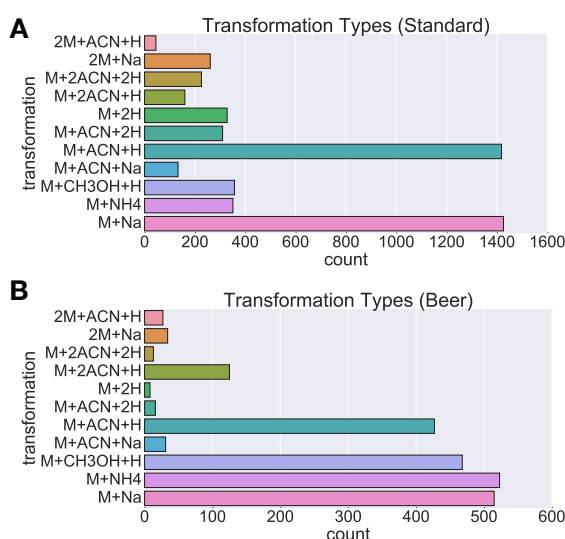 A
Transformation Types (Standard)
transformation
2M+ACN+H
2M+Na
M+2ACN+2H
M+2ACN+H
M+2H
M+ACN+2H
M+ACN+H
M+ACN+Na
M+CH3OH+H
M+NH4
M+Na
0 200 400 600 800 1000 1200 1400 1600
count
B
Transformation Types (Beer)
transformation
2M+ACN+H
2M+Na
M+2ACN+2H
M+2ACN+H
M+2H
M+ACN+2H
M+ACN+H
M+ACN+Na
M+CH3OH+H
M+NH4
M+Na
0 100 200 300 400 500 600
count